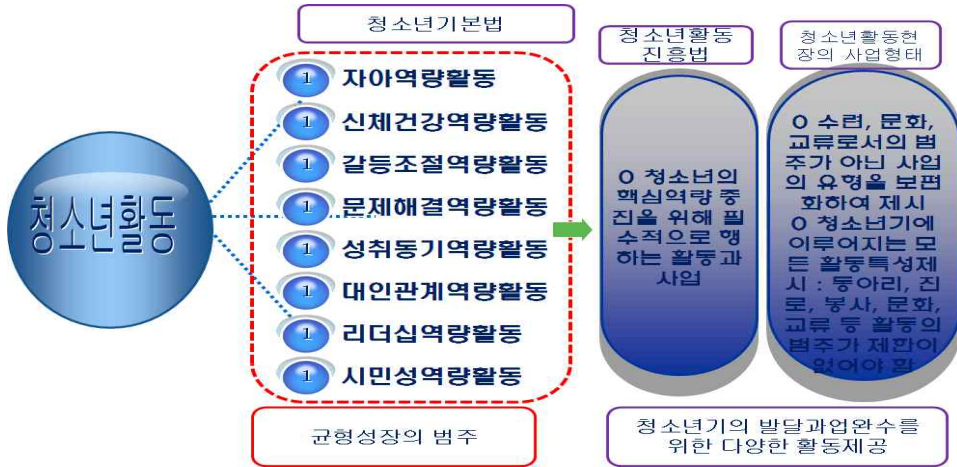 청소년기본법
청소년활동
진흥법
청소년활동현
장의 사업형태
청소년활동
1 자아역량활동
1 신체건강역량활동
1 갈등조절역량활동
1 문제해결역량활동
1 성취동기역량활동
1 대인관계역량활동
1 리더십역량활동
1 시민성역량활동
O 청소년의
핵심역량 증
진을 위해 필
수적으로 행
하는 활동과
사업
O 수련, 문화,
교류로서의 범
주가 아닌 사업
의 유형을 보편
화하여 제시
O 청소년기에
이루어지는 모
든 활동특성제
시 : 동아리, 진
로, 봉사, 문화,
교류 등 활동의
범주가 제한이
없어야 함
균형성장의 범주
청소년기의 발달과업완수를
위한 다양한 활동제공